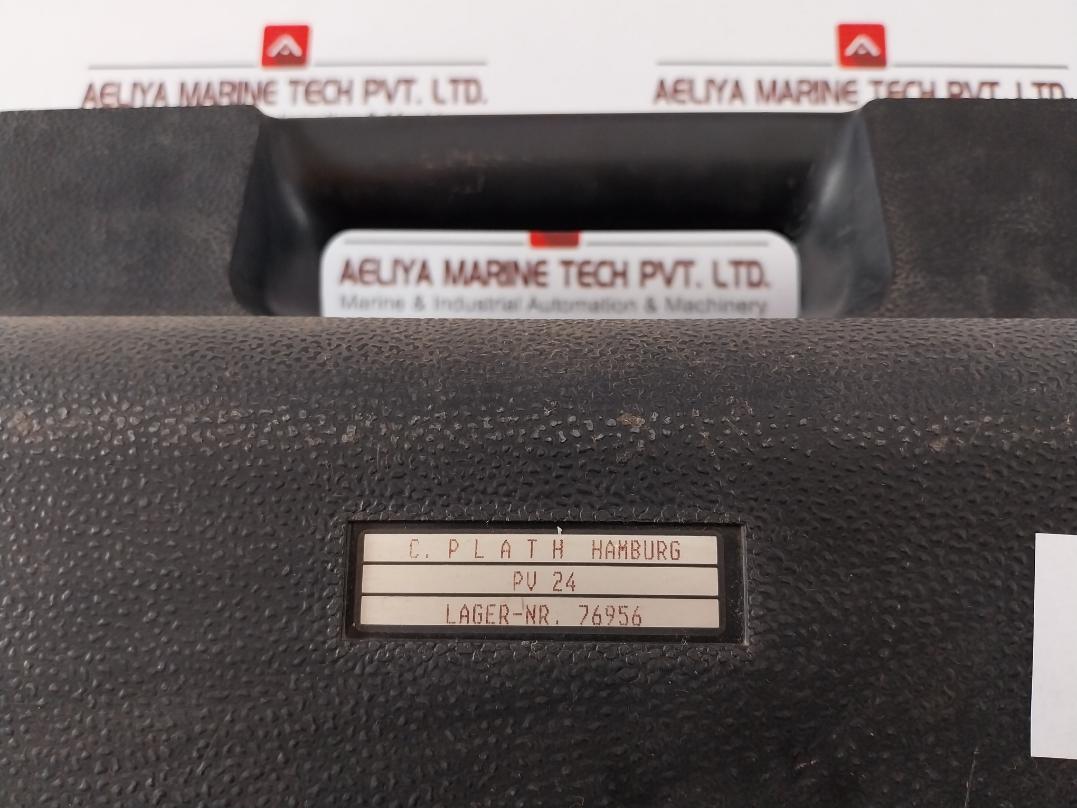 AELIYA MARINE TECH PVT. LTD.
AELIYA MARINE TECH PVT. LTD.
AELIYA MARINE TECH PVT. LTD.
Marine & Industrial Automation & Machinery
C. PLATH HAMBURG
PV 24
LAGER-NR. 76956